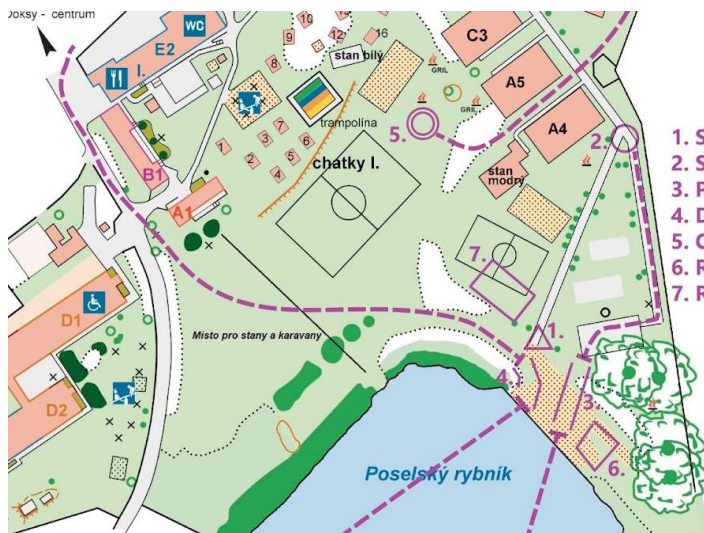 Doksy - centrum
WC
E2
I.
B1
A1
D1
D2
10
9
8
12
13
16
stan bílý
trampolína
1
2
3
7
6
4
5
chatky I.
GRIL
GRIL
C3
A5
A4
stan
modrý
5.
2.
7.
1.
4.
3.
6.
Místo pro stany a karavany
Poselský rybník
1. S
2. S
3. P
4. D
5. C
6. R
7. R